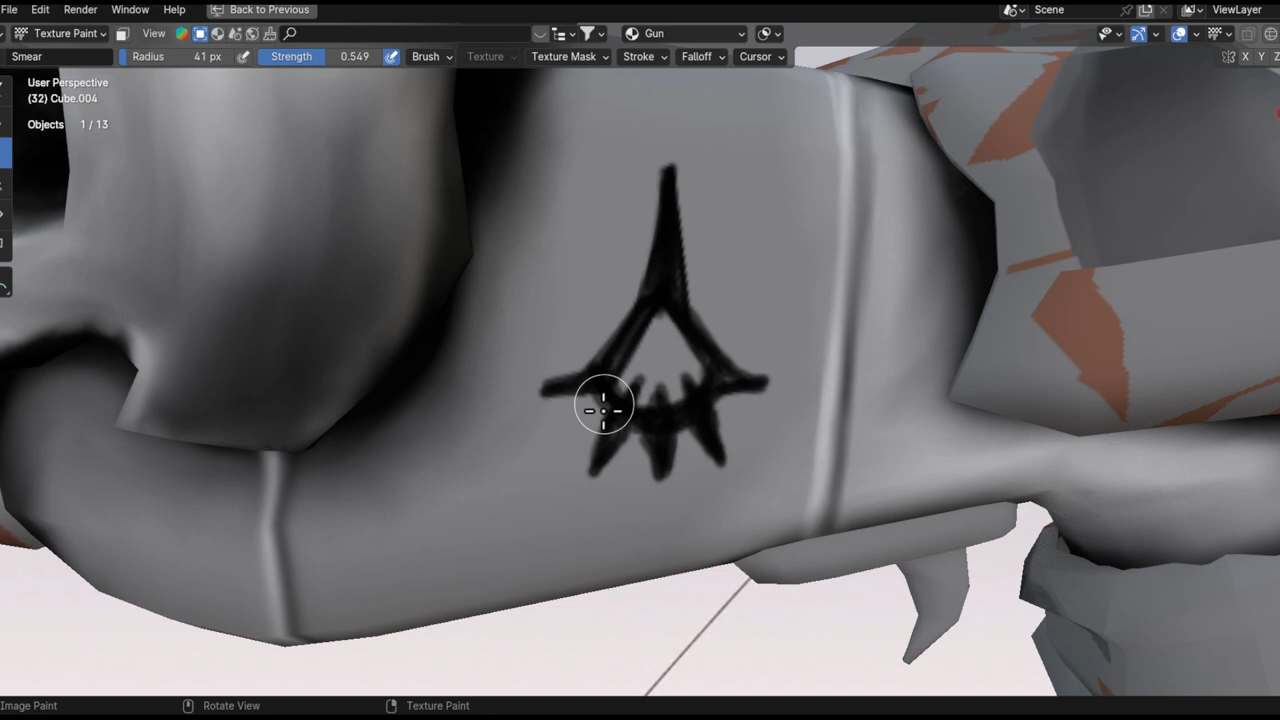 File Edit Render Window Help Back to Previous Scene ViewLayer
Texture Paint View Gun
Smear Radius 41 px Strength 0.549 Brush Texture Texture Mask Stroke Falloff Cursor X Y Z
User Perspective
(32) Cube.004
Objects 1 / 13
Image Paint Rotate View Texture Paint